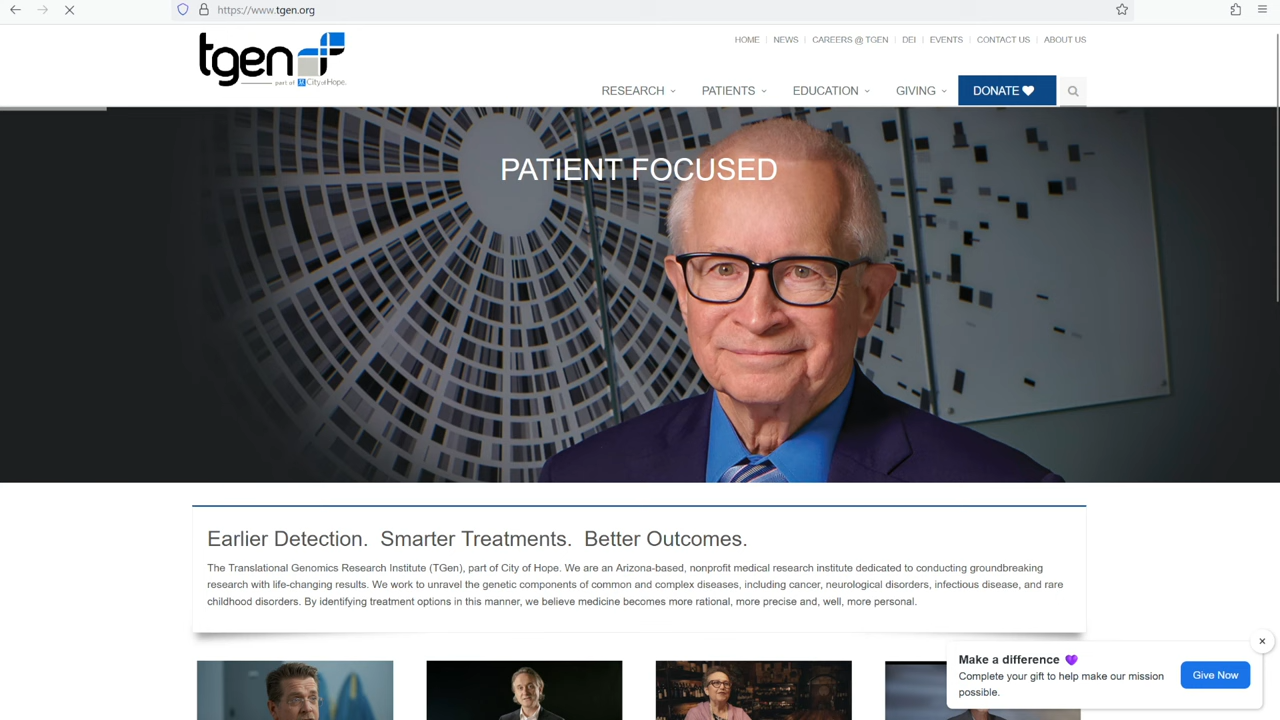 https://www.tgen.org
tgen
part of City of Hope.
HOME NEWS CAREERS @ TGEN DEI EVENTS CONTACT US ABOUT US
RESEARCH PATIENTS EDUCATION GIVING DONATE
PATIENT FOCUSED
Earlier Detection. Smarter Treatments. Better Outcomes.
The Translational Genomics Research Institute (TGen), part of City of Hope. We are an Arizona-based, nonprofit medical research institute dedicated to conducting groundbreaking
research with life-changing results. We work to unravel the genetic components of common and complex diseases, including cancer, neurological disorders, infectious disease, and rare
childhood disorders. By identifying treatment options in this manner, we believe medicine becomes more rational, more precise and, well, more personal.
Make a difference 💜
Complete your gift to help make our mission
possible.
Give Now